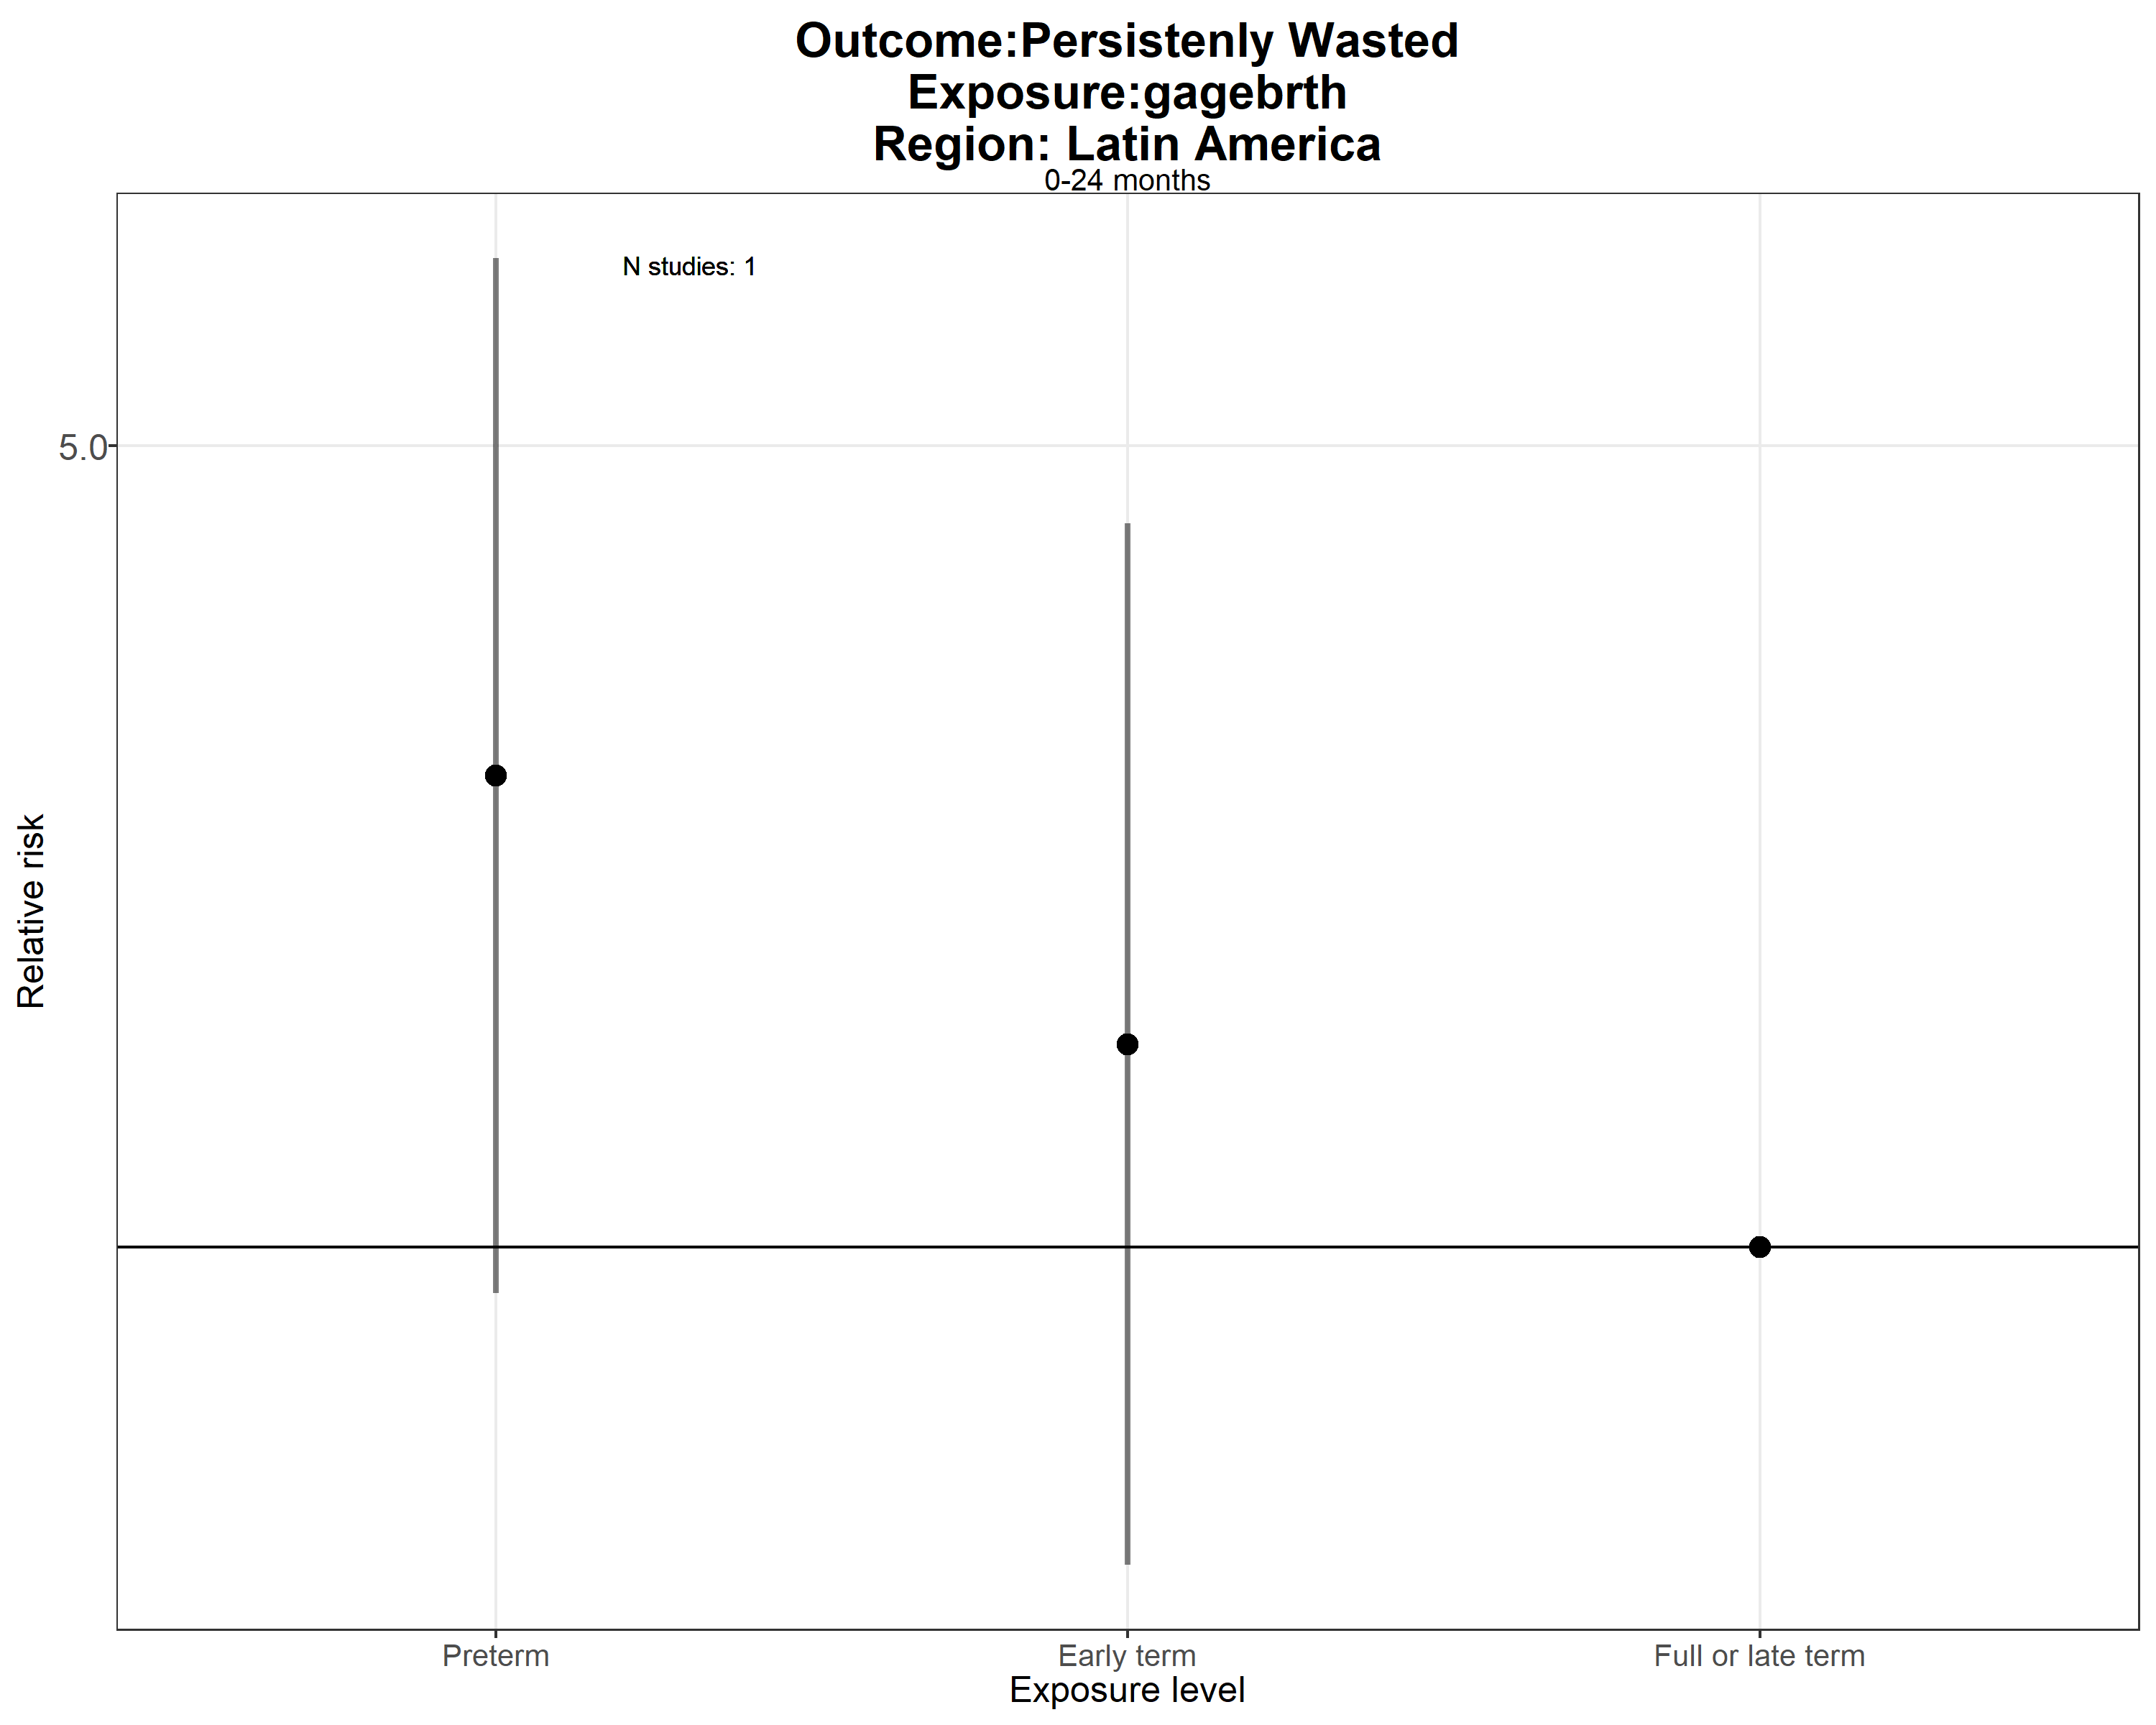 Outcome:Persistenly Wasted
Exposure:gagebrth
Region: Latin America
0-24 months
N studies: 1
5.0
Relative risk
Preterm
Early term
Full or late term
Exposure level